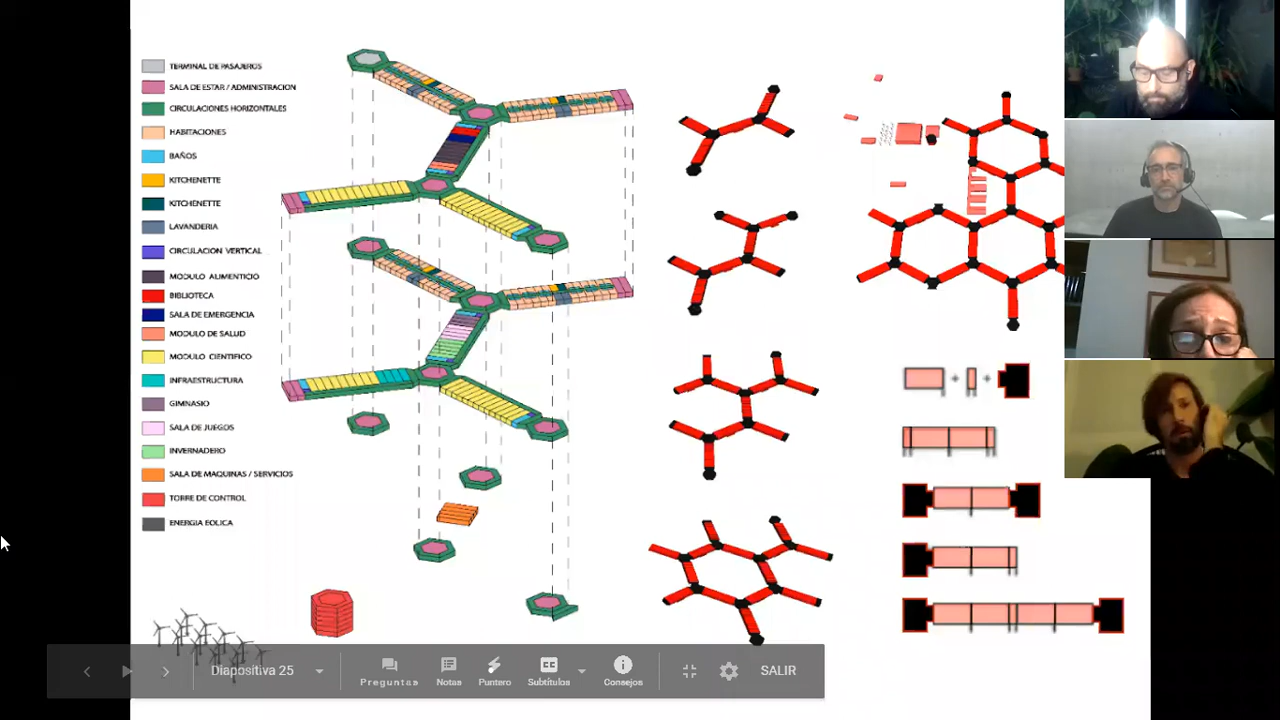 TERMINAL DE PASAJEROS
SALA DE ESTAR / ADMINISTRACION
CIRCULACIONES HORIZONTALES
HABITACIONES
BAÑOS
KITCHENETTE
KITCHENETTE
LAVANDERIA
CIRCULACION VERTICAL
MODULO ALIMENTICIO
BIBLIOTECA
SALA DE EMERGENCIA
MODULO DE SALUD
MODULO CIENTIFICO
INFRAESTRUCTURA
GIMNASIO
SALA DE JUEGOS
INVERNADERO
SALA DE MAQUINAS / SERVICIOS
TORRE DE CONTROL
ENERGIA EOLICA
+ +
Diapositiva 25
Preguntas
Notas
Puntero
CC
Subtítulos
Consejos
SALIR